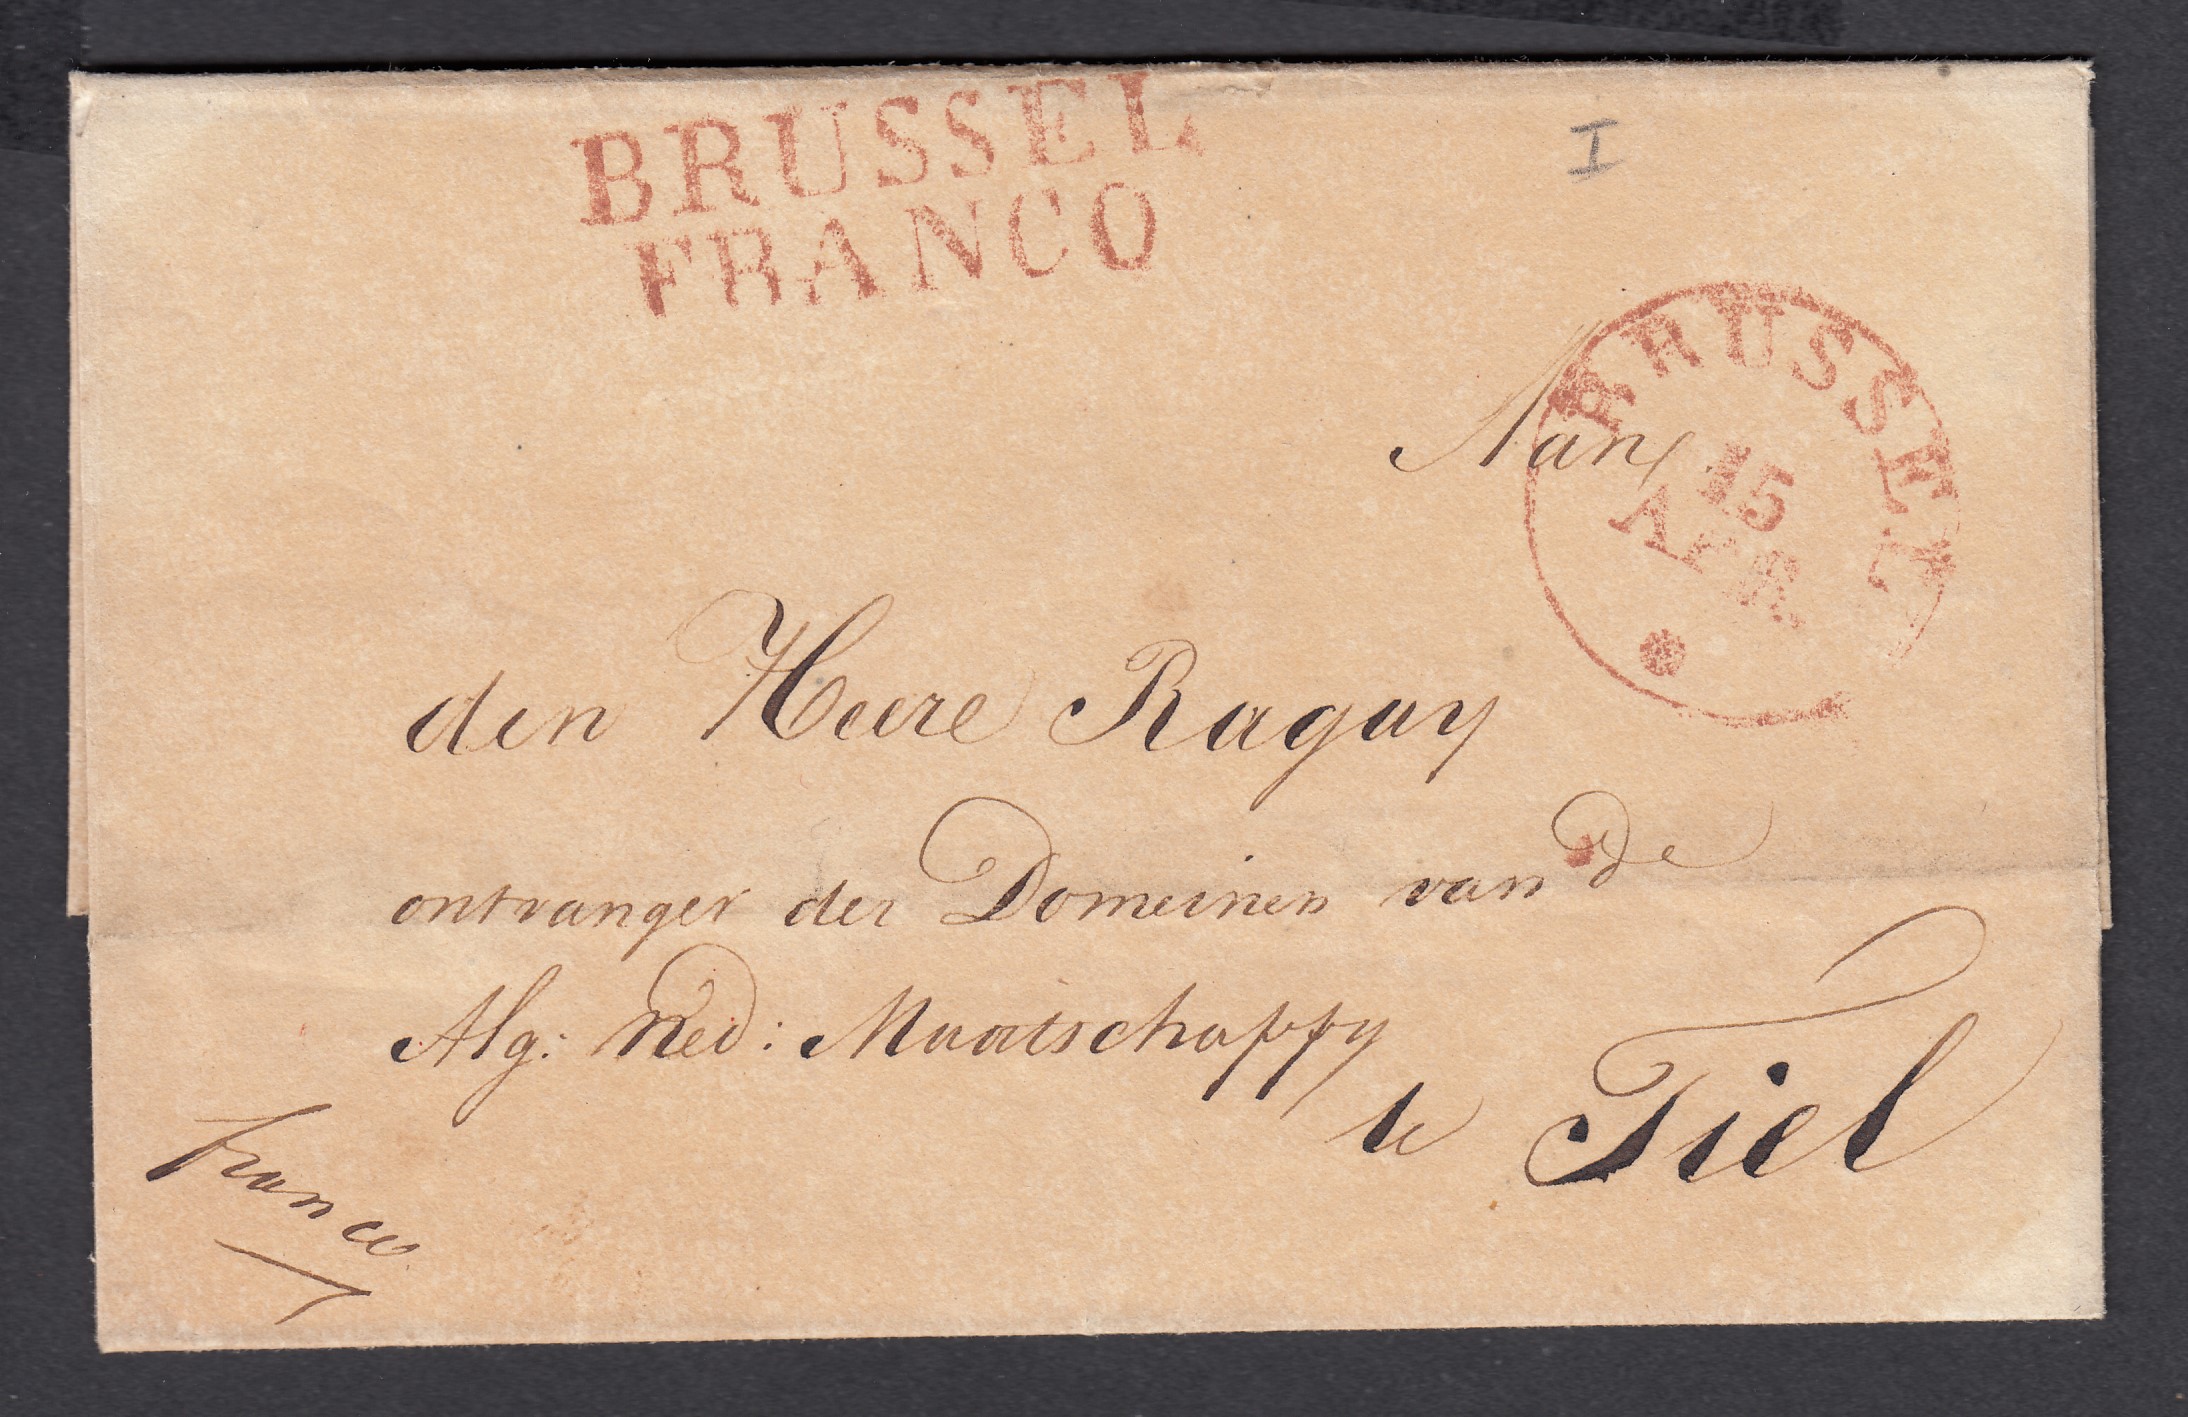 BRUSSEL
FRANCO
I
BRUSSEL
15
APR.
Aan
den Heere Raguy
ontvanger der Domeinen van de
Alg: Ned: Maatschappy
te Tiel
franco